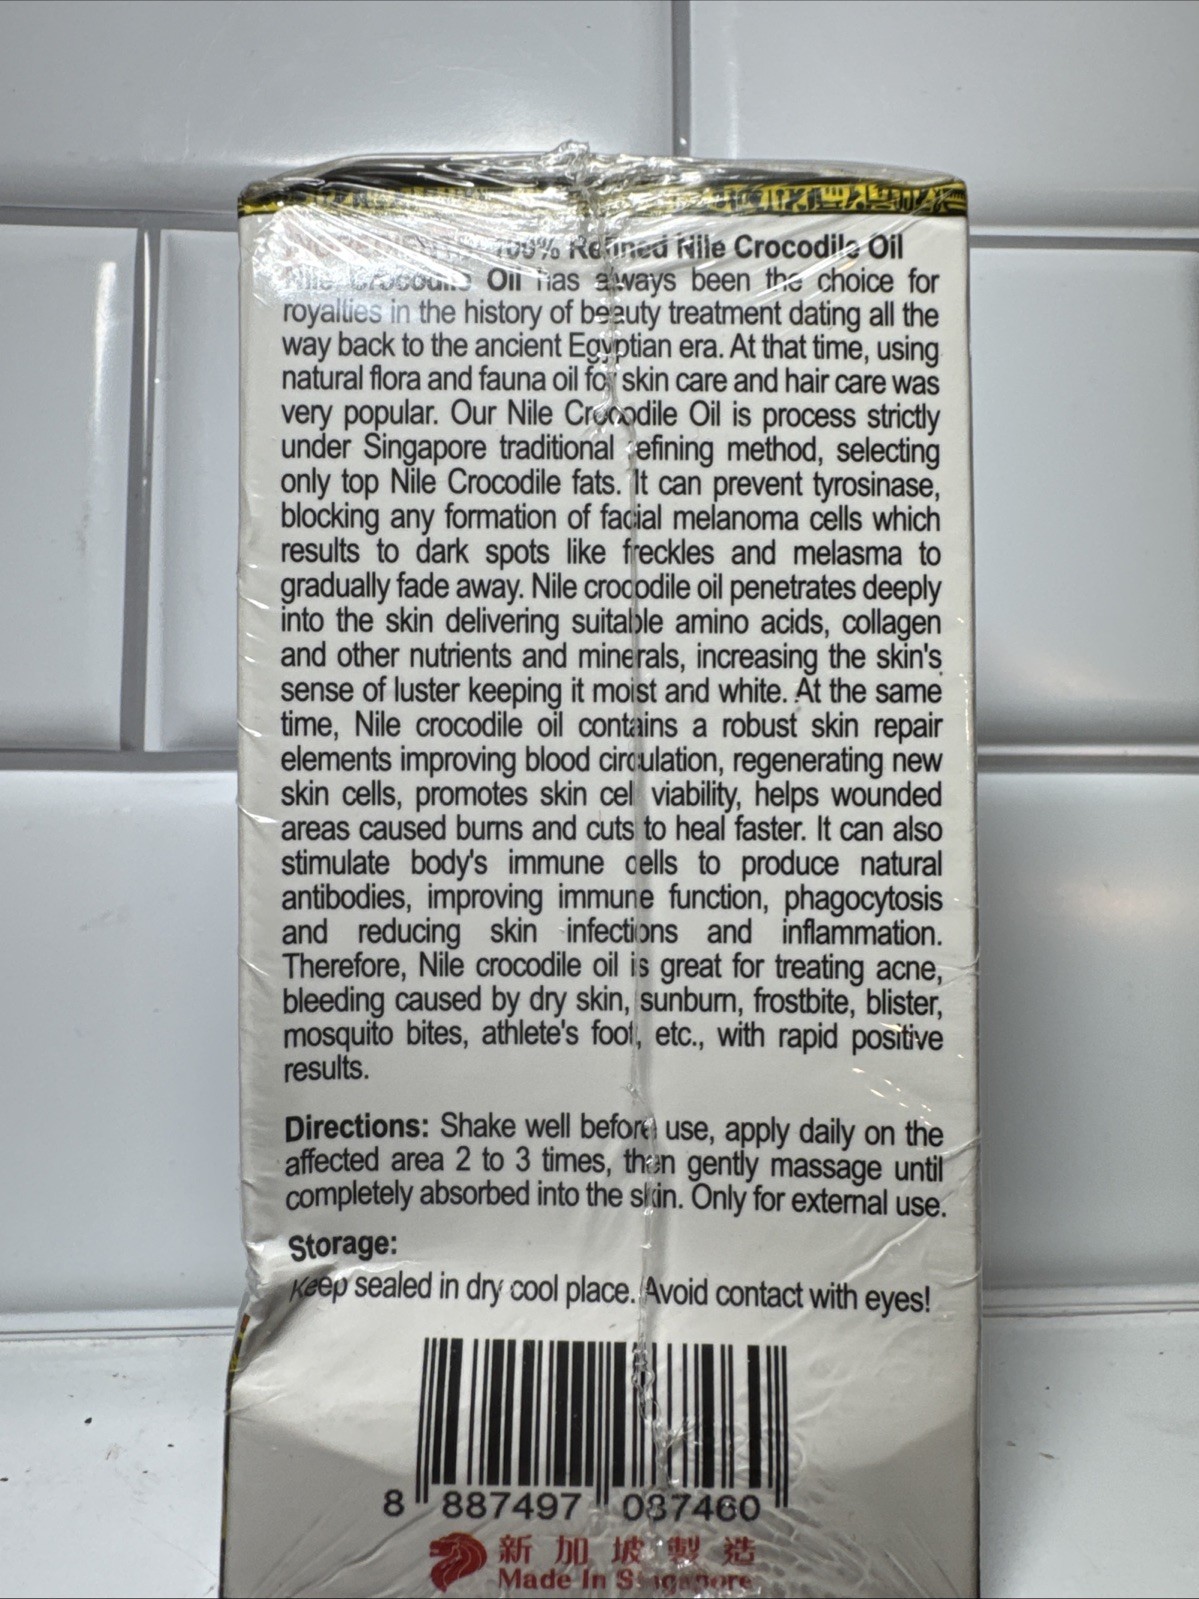 INGREDIENTS: 100% Refined Nile Crocodile Oil
Nile Crocodile Oil has always been the choice for
royalties in the history of beauty treatment dating all the
way back to the ancient Egyptian era. At that time, using
natural flora and fauna oil for skin care and hair care was
very popular. Our Nile Crocodile Oil is process strictly
under Singapore traditional refining method, selecting
only top Nile Crocodile fats. It can prevent tyrosinase,
blocking any formation of facial melanoma cells which
results to dark spots like freckles and melasma to
gradually fade away. Nile crocodile oil penetrates deeply
into the skin delivering suitable amino acids, collagen
and other nutrients and minerals, increasing the skin's
sense of luster keeping it moist and white. At the same
time, Nile crocodile oil contains a robust skin repair
elements improving blood circulation, regenerating new
skin cells, promotes skin cell viability, helps wounded
areas caused burns and cuts to heal faster. It can also
stimulate body's immune cells to produce natural
antibodies, improving immune function, phagocytosis
and reducing skin infections and inflammation.
Therefore, Nile crocodile oil is great for treating acne,
bleeding caused by dry skin, sunburn, frostbite, blister,
mosquito bites, athlete's foot, etc., with rapid positive
results.
Directions: Shake well before use, apply daily on the
affected area 2 to 3 times, then gently massage until
completely absorbed into the skin. Only for external use.
Storage:
Keep sealed in dry cool place. Avoid contact with eyes!
8 887497 087460
新加坡製造
Made In Singapore